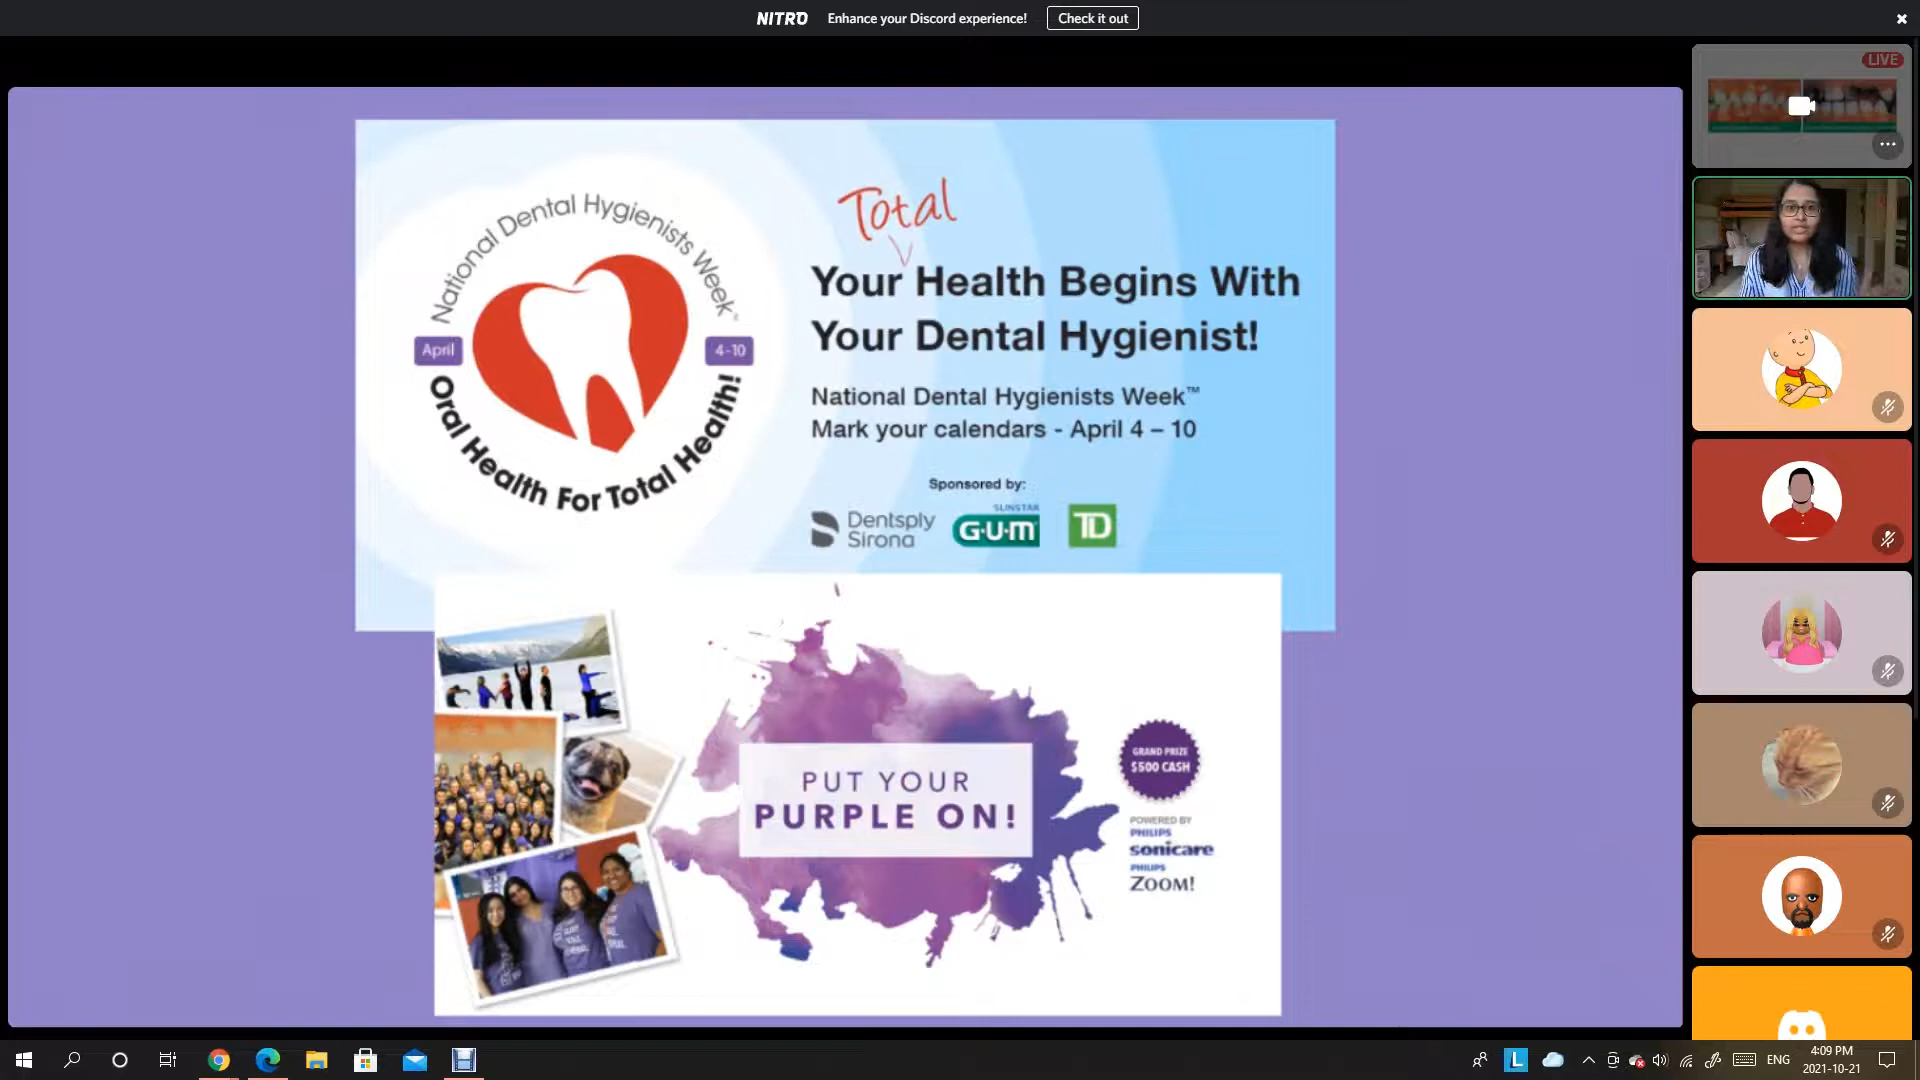 NITRO Enhance your Discord experience! Check it out
LIVE
National Dental Hygienists Week
April 4-10
Oral Health For Total Health!
Total
Your Health Begins With
Your Dental Hygienist!
National Dental Hygienists Week™
Mark your calendars - April 4 – 10
Sponsored by:
Dentsply
Sirona
SUNSTAR
G·U·M
TD
PUT YOUR
PURPLE ON!
GRAND PRIZE
$500 CASH
POWERED BY
PHILIPS
sonicare
PHILIPS
ZOOM!
L
ENG
4:09 PM
2021-10-21